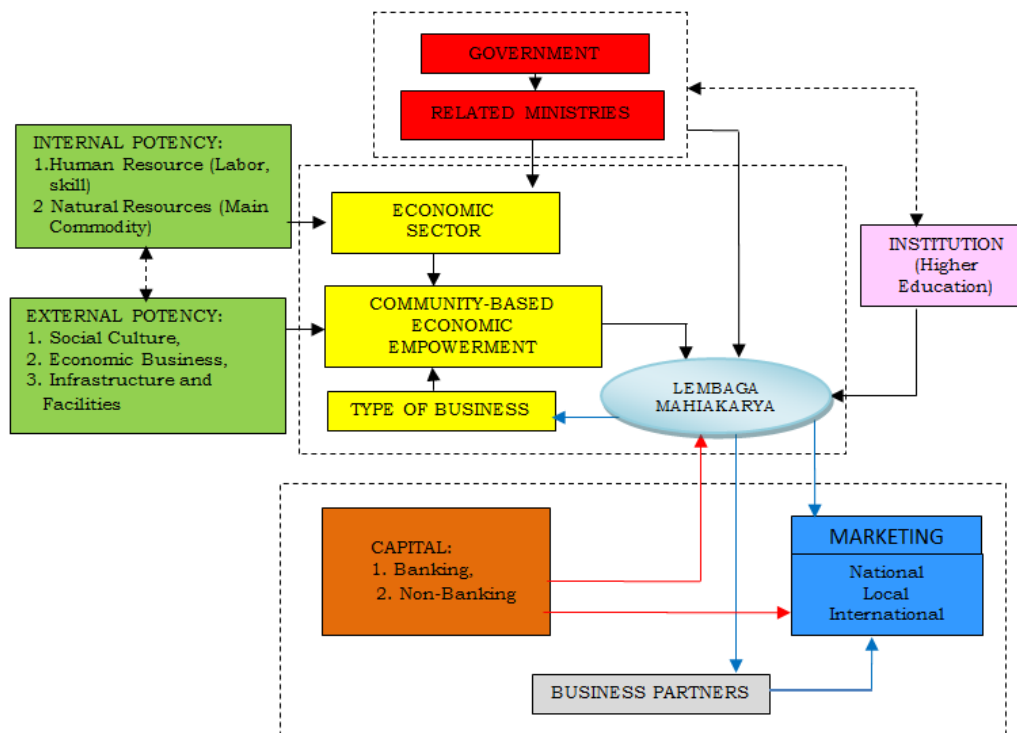 GOVERNMENT
RELATED MINISTRIES
INTERNAL POTENCY:
1.Human Resource (Labor,
skill)
2 Natural Resources (Main
Commodity)
ECONOMIC
SECTOR
INSTITUTION
(Higher
Education)
EXTERNAL POTENCY:
1. Social Culture,
2. Economic Business,
3. Infrastructure and
Facilities
COMMUNITY-BASED
ECONOMIC
EMPOWERMENT
TYPE OF BUSINESS
LEMBAGA
MAHIAKARYA
CAPITAL:
1. Banking,
2. Non-Banking
MARKETING
National
Local
International
BUSINESS PARTNERS